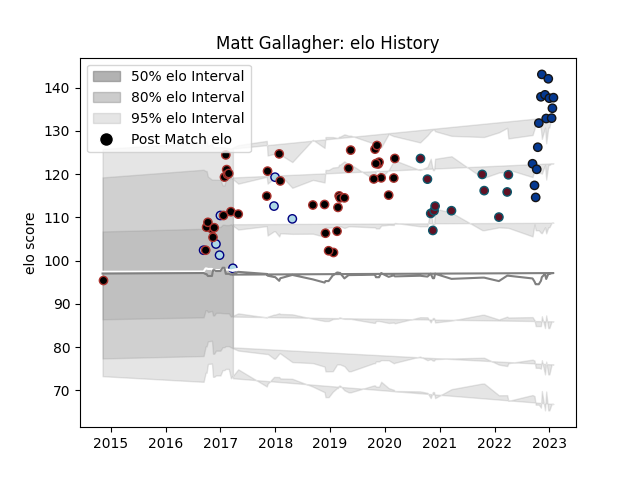 Matt Gallagher: elo History
50% elo Interval
80% elo Interval
95% elo Interval
Post Match elo
elo score
140
130
120
110
100
90
80
70
2015 2016 2017 2018 2019 2020 2021 2022 2023